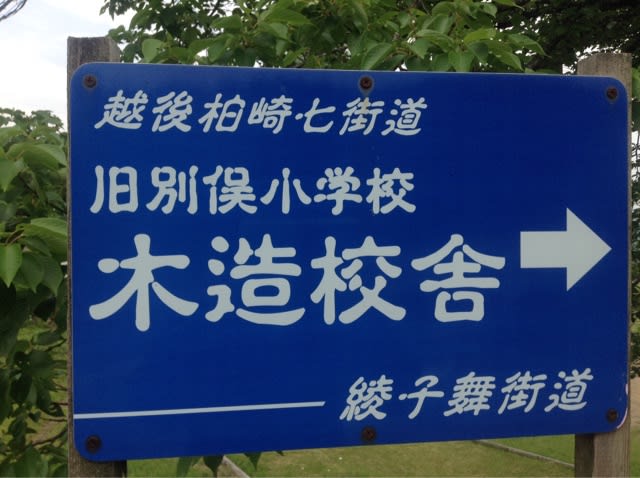 越後柏崎七街道
旧別俣小学校
木造校舎
綾子舞街道